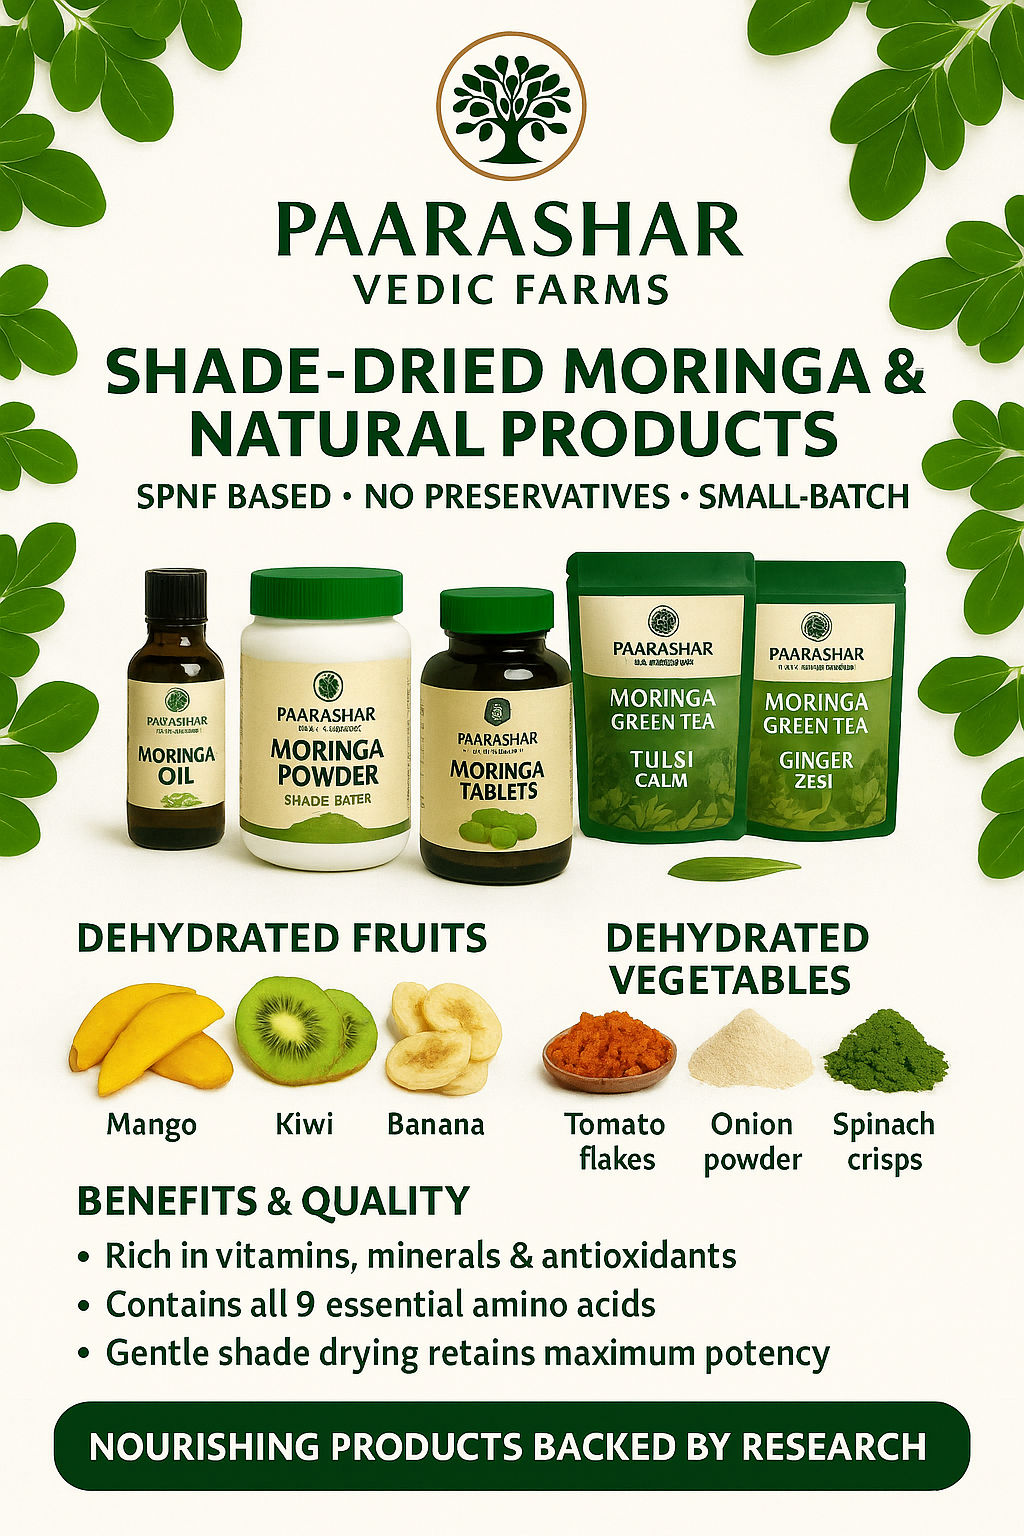 PAARASHAR
VEDIC FARMS
SHADE-DRIED MORINGA &
NATURAL PRODUCTS
SPNF BASED • NO PRESERVATIVES • SMALL-BATCH
MORINGA
OIL
PAARASHAR
MORINGA
POWDER
SHADE BATER
PAARASHAR
MORINGA
TABLETS
PAARASHAR
MORINGA
GREEN TEA
TULSI
CALM
PAARASHAR
MORINGA
GREEN TEA
GINGER
ZESI
DEHYDRATED FRUITS
Mango
Kiwi
Banana
DEHYDRATED
VEGETABLES
Tomato
flakes
Onion
powder
Spinach
crisps
BENEFITS & QUALITY
• Rich in vitamins, minerals & antioxidants
• Contains all 9 essential amino acids
• Gentle shade drying retains maximum potency
NOURISHING PRODUCTS BACKED BY RESEARCH